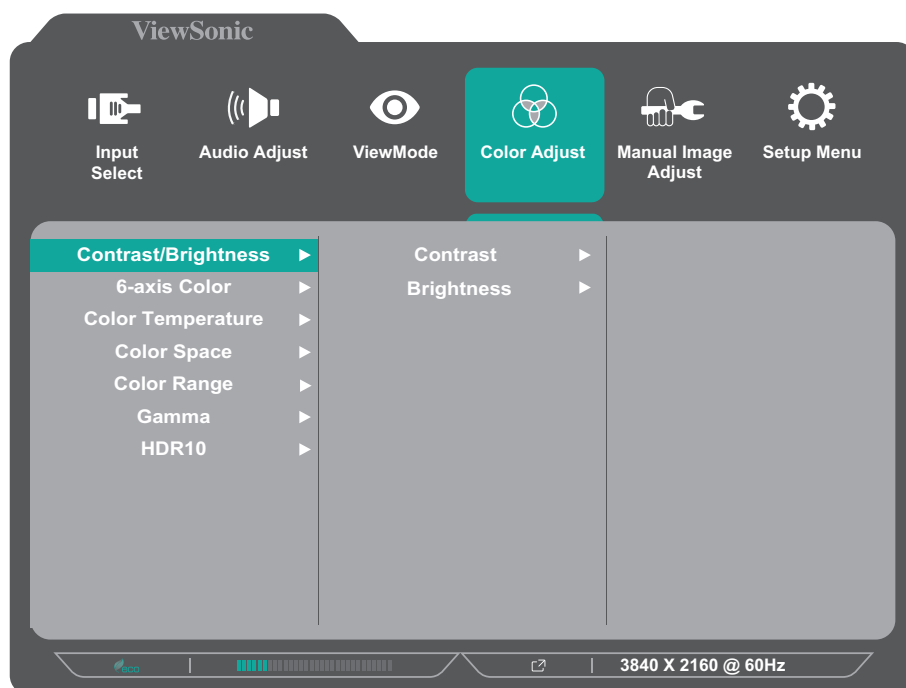 ViewSonic
Input
Select
Audio Adjust
ViewMode
Color Adjust
Manual Image
Adjust
Setup Menu
Contrast/Brightness
6-axis Color
Color Temperature
Color Space
Color Range
Gamma
HDR10
Contrast
Brightness
eco
3840 X 2160 @ 60Hz